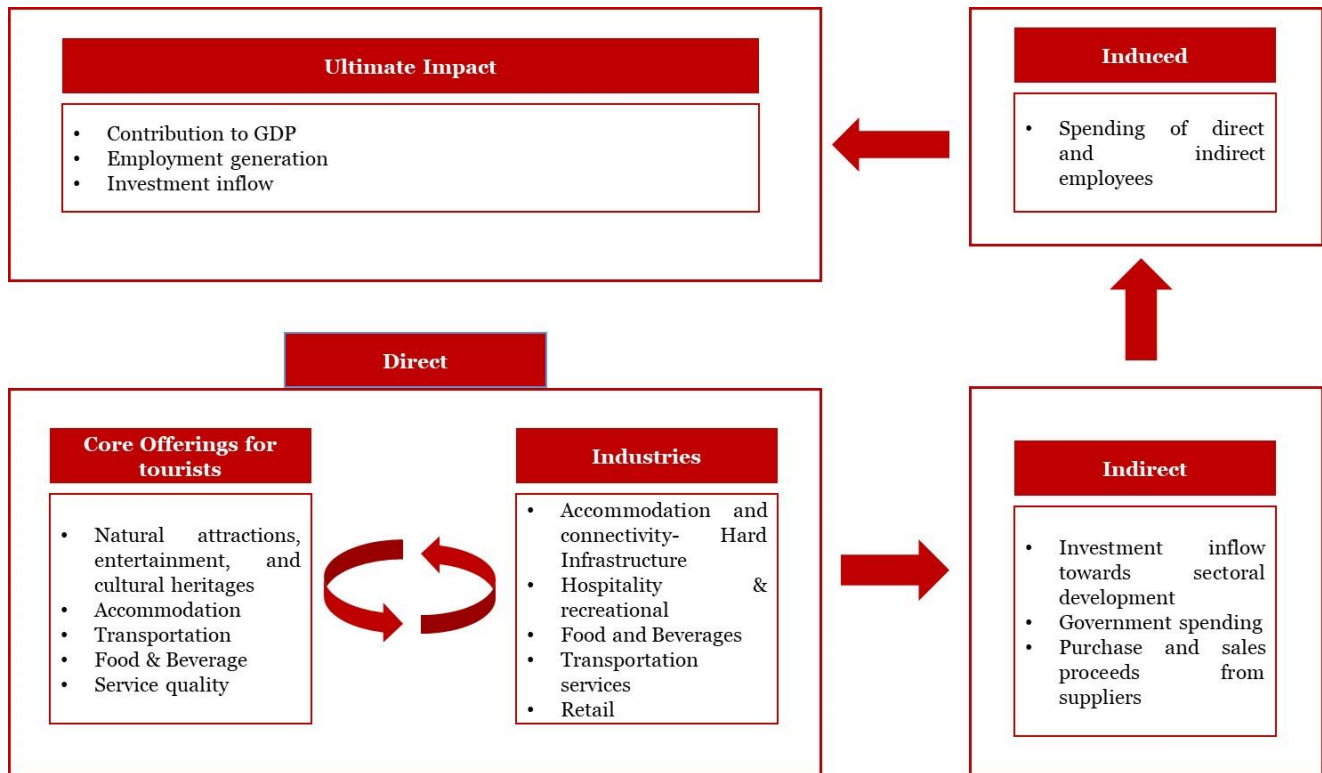 Ultimate Impact
• Contribution to GDP
• Employment generation
• Investment inflow
Induced
• Spending of direct
and indirect
employees
Direct
Core Offerings for
tourists
• Natural attractions,
entertainment, and
cultural heritages
• Accommodation
• Transportation
• Food & Beverage
• Service quality
Industries
• Accommodation and
connectivity- Hard
Infrastructure
• Hospitality &
recreational
• Food and Beverages
• Transportation
services
• Retail
Indirect
• Investment inflow
towards sectoral
development
• Government spending
• Purchase and sales
proceeds from
suppliers